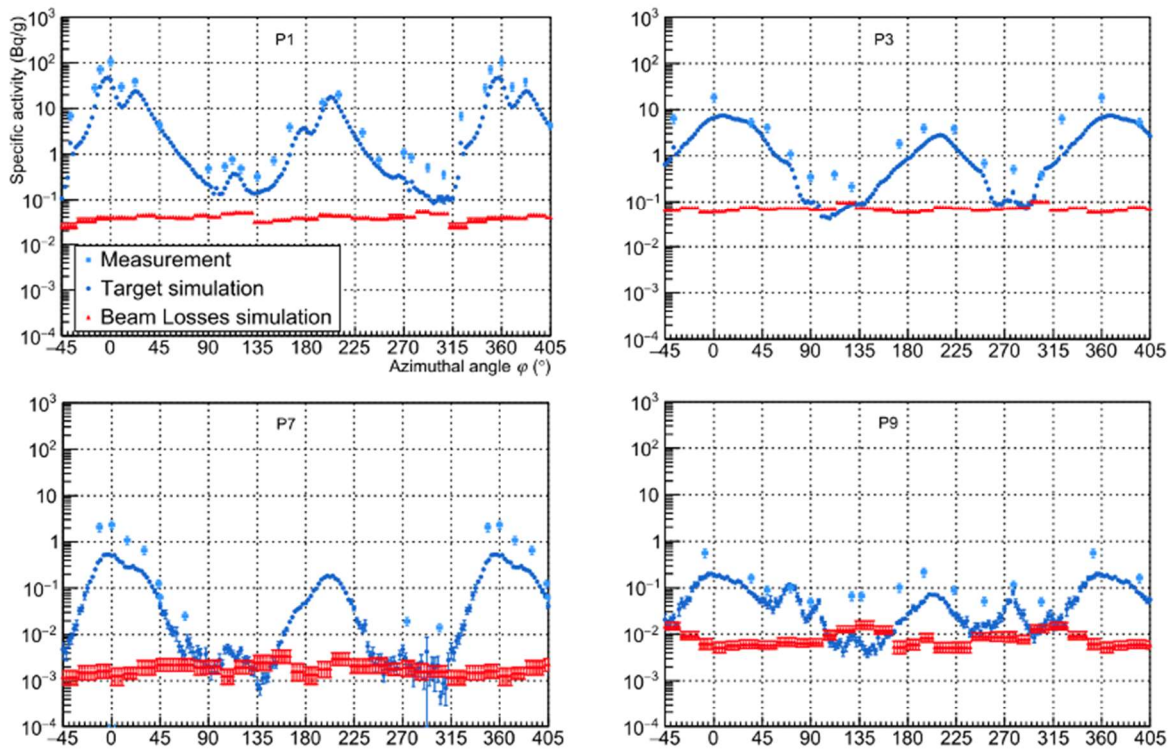 P1
Specific activity (Bq/g)
10³
10²
10
1
10⁻¹
10⁻²
10⁻³
10⁻⁴
Measurement
Target simulation
Beam Losses simulation
−45 0 45 90 135 180 225 270 315 360 405
Azimuthal angle φ (°)
P3
10³
10²
10
1
10⁻¹
10⁻²
10⁻³
10⁻⁴
−45 0 45 90 135 180 225 270 315 360 405
P7
10³
10²
10
1
10⁻¹
10⁻²
10⁻³
10⁻⁴
−45 0 45 90 135 180 225 270 315 360 405
P9
10³
10²
10
1
10⁻¹
10⁻²
10⁻³
10⁻⁴
−45 0 45 90 135 180 225 270 315 360 405